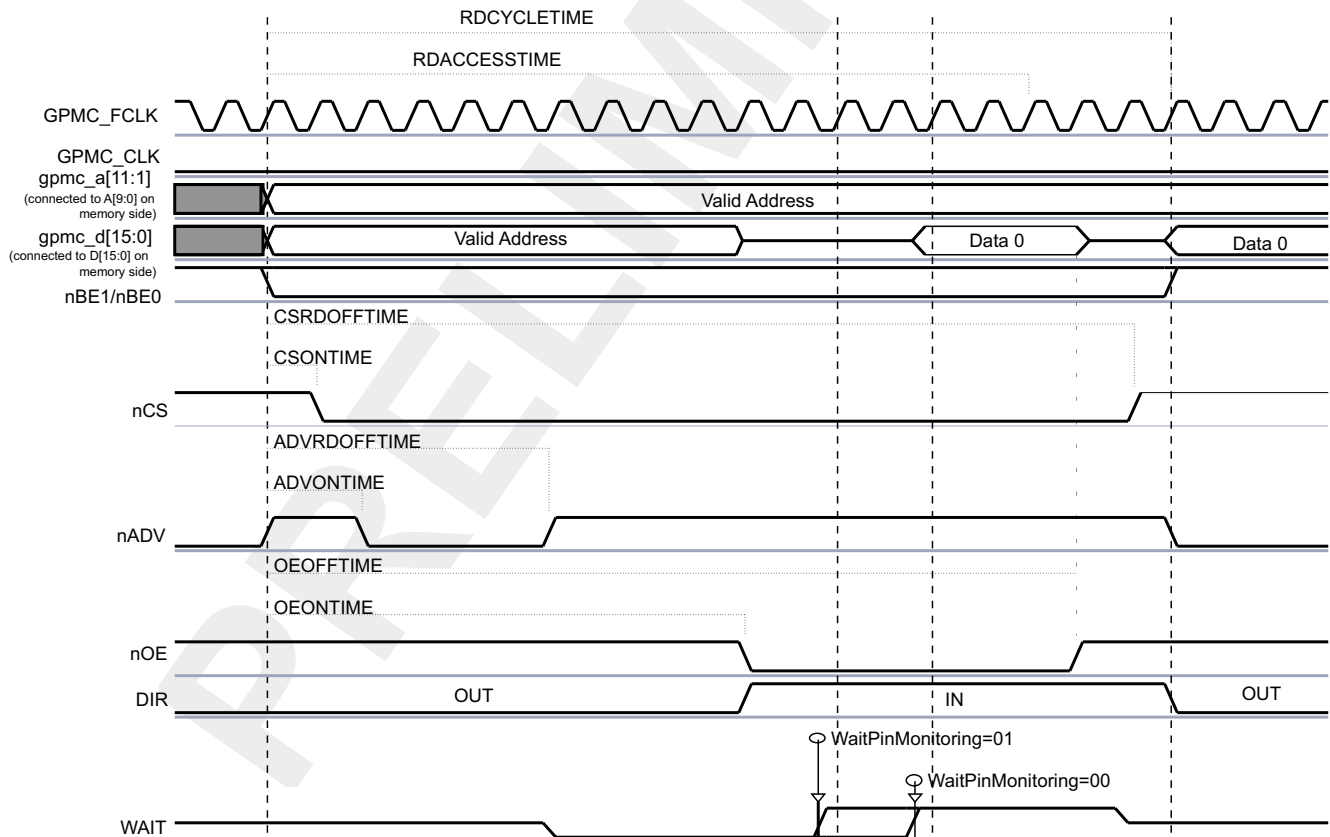 RDCYCLETIME
RDACCESSTIME
GPMC_FCLK
GPMC_CLK
gpmc_a[11:1]
(connected to A[9:0] on
memory side)
Valid Address
gpmc_d[15:0]
(connected to D[15:0] on
memory side)
Valid Address
Data 0
Data 0
nBE1/nBE0
CSRDOFFTIME
CSONTIME
nCS
ADVRDOFFTIME
ADVONTIME
nADV
OEOFFTIME
OEONTIME
nOE
DIR
OUT
IN
OUT
WaitPinMonitoring=01
WaitPinMonitoring=00
WAIT
PRELIM